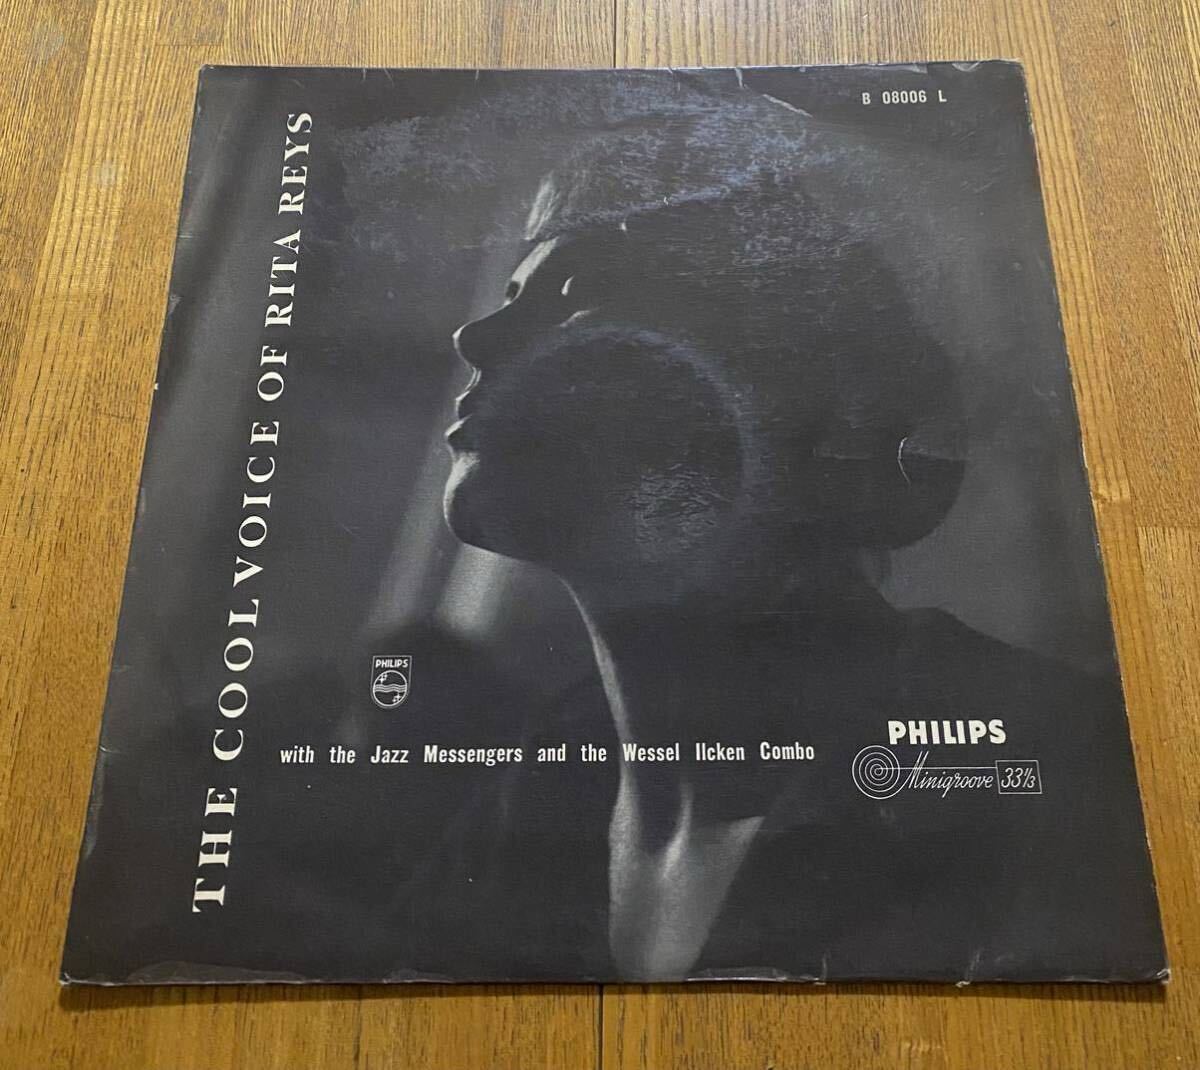 B 08006 L
THE COOL VOICE OF RITA REYS
PHILIPS
with the Jazz Messengers and the Wessel Ilcken Combo
PHILIPS
Minigroove 33⅓